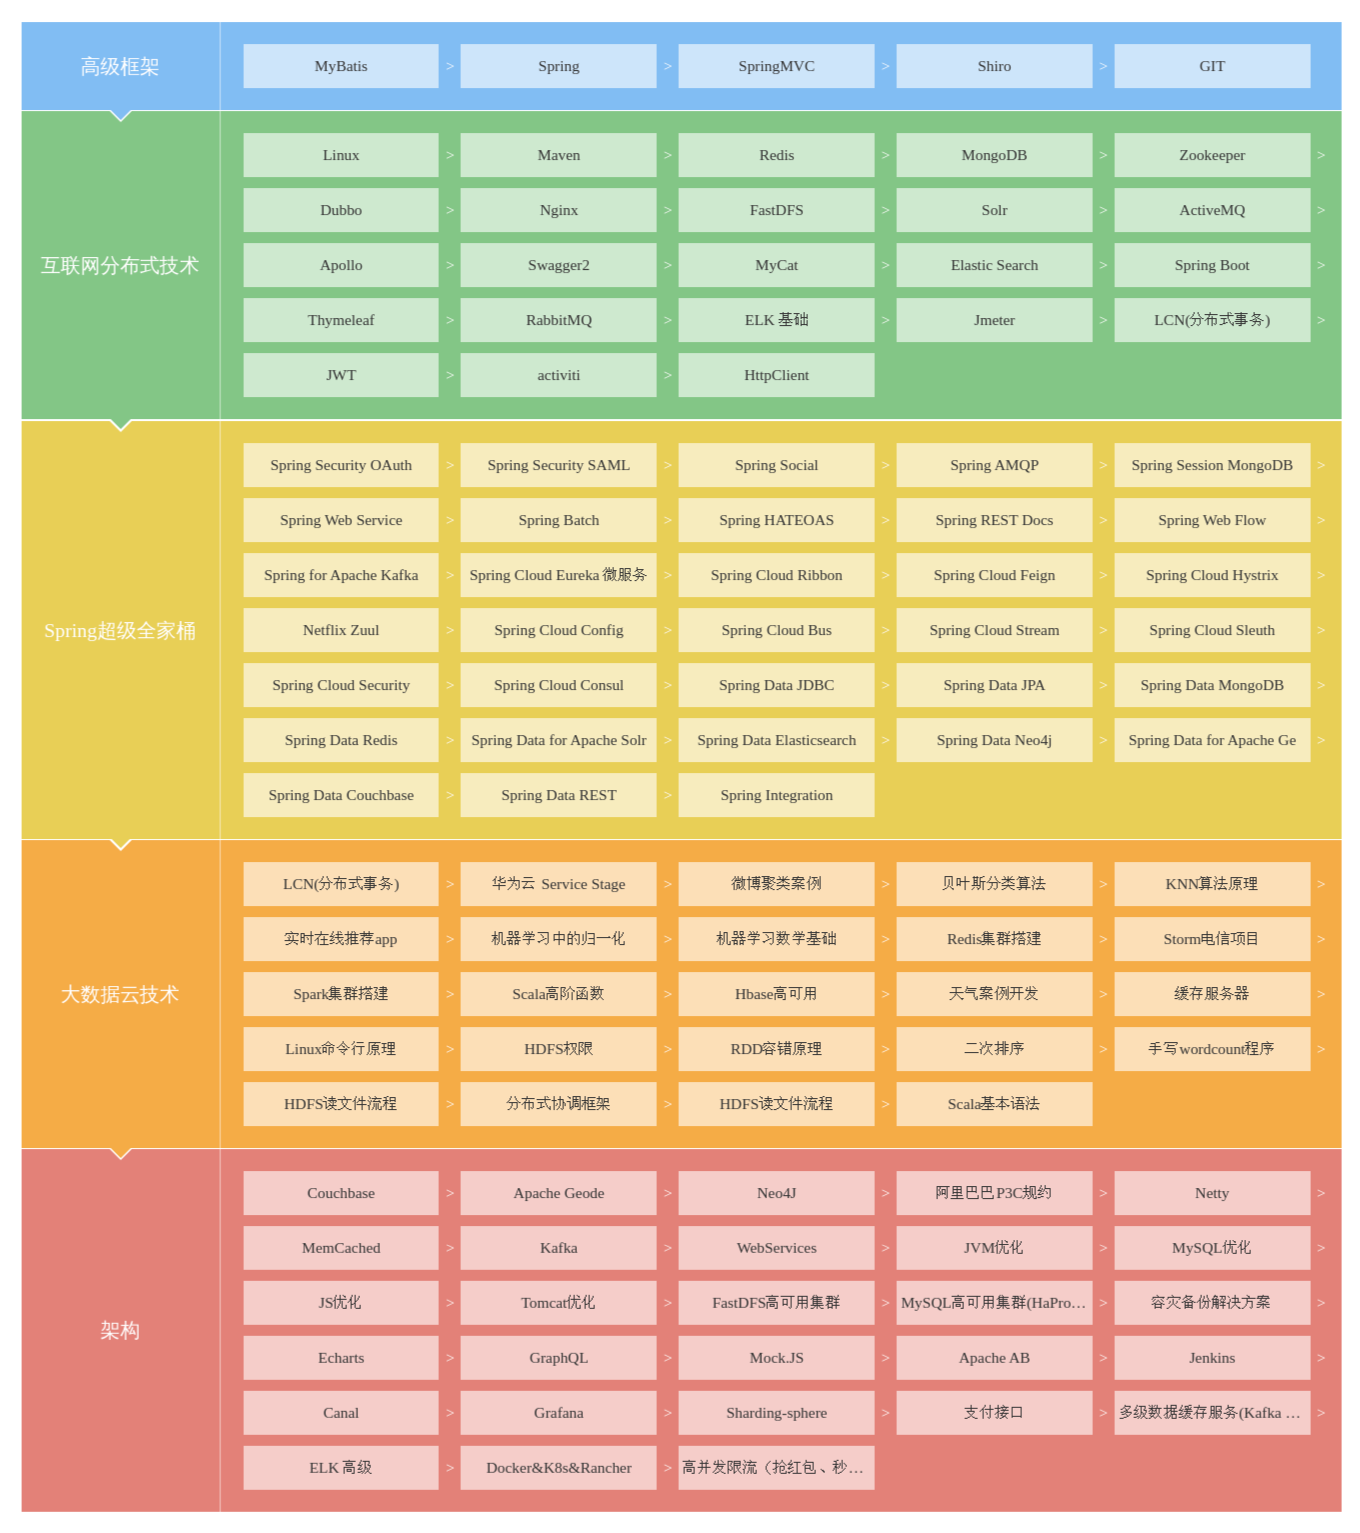 高级框架
MyBatis > Spring > SpringMVC > Shiro > GIT
互联网分布式技术
Linux > Maven > Redis > MongoDB > Zookeeper >
Dubbo > Nginx > FastDFS > Solr > ActiveMQ >
Apollo > Swagger2 > MyCat > Elastic Search > Spring Boot >
Thymeleaf > RabbitMQ > ELK 基础 > Jmeter > LCN(分布式事务) >
JWT > activiti > HttpClient
Spring超级全家桶
Spring Security OAuth > Spring Security SAML > Spring Social > Spring AMQP > Spring Session MongoDB >
Spring Web Service > Spring Batch > Spring HATEOAS > Spring REST Docs > Spring Web Flow >
Spring for Apache Kafka > Spring Cloud Eureka 微服务 > Spring Cloud Ribbon > Spring Cloud Feign > Spring Cloud Hystrix >
Netflix Zuul > Spring Cloud Config > Spring Cloud Bus > Spring Cloud Stream > Spring Cloud Sleuth >
Spring Cloud Security > Spring Cloud Consul > Spring Data JDBC > Spring Data JPA > Spring Data MongoDB >
Spring Data Redis > Spring Data for Apache Solr > Spring Data Elasticsearch > Spring Data Neo4j > Spring Data for Apache Ge >
Spring Data Couchbase > Spring Data REST > Spring Integration
大数据云技术
LCN(分布式事务) > 华为云 Service Stage > 微博聚类案例 > 贝叶斯分类算法 > KNN算法原理 >
实时在线推荐app > 机器学习中的归一化 > 机器学习数学基础 > Redis集群搭建 > Storm电信项目 >
Spark集群搭建 > Scala高阶函数 > Hbase高可用 > 天气案例开发 > 缓存服务器 >
Linux命令行原理 > HDFS权限 > RDD容错原理 > 二次排序 > 手写wordcount程序 >
HDFS读文件流程 > 分布式协调框架 > HDFS读文件流程 > Scala基本语法
架构
Couchbase > Apache Geode > Neo4J > 阿里巴巴P3C规约 > Netty >
MemCached > Kafka > WebServices > JVM优化 > MySQL优化 >
JS优化 > Tomcat优化 > FastDFS高可用集群 > MySQL高可用集群(HaPro… > 容灾备份解决方案 >
Echarts > GraphQL > Mock.JS > Apache AB > Jenkins >
Canal > Grafana > Sharding-sphere > 支付接口 > 多级数据缓存服务(Kafka … >
ELK 高级 > Docker&K8s&Rancher > 高并发限流（抢红包、秒…